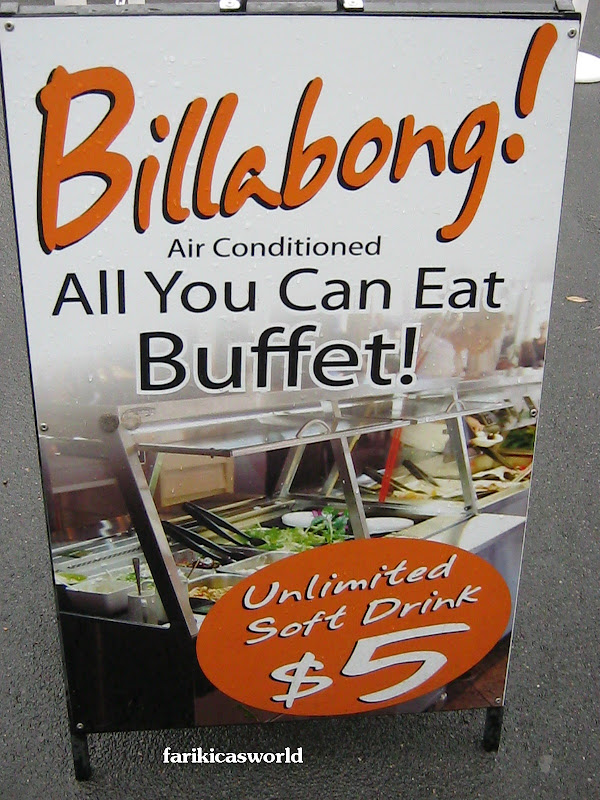 Billabong!
Air Conditioned
All You Can Eat
Buffet!
Unlimited
Soft Drink
$5
farikicasworld